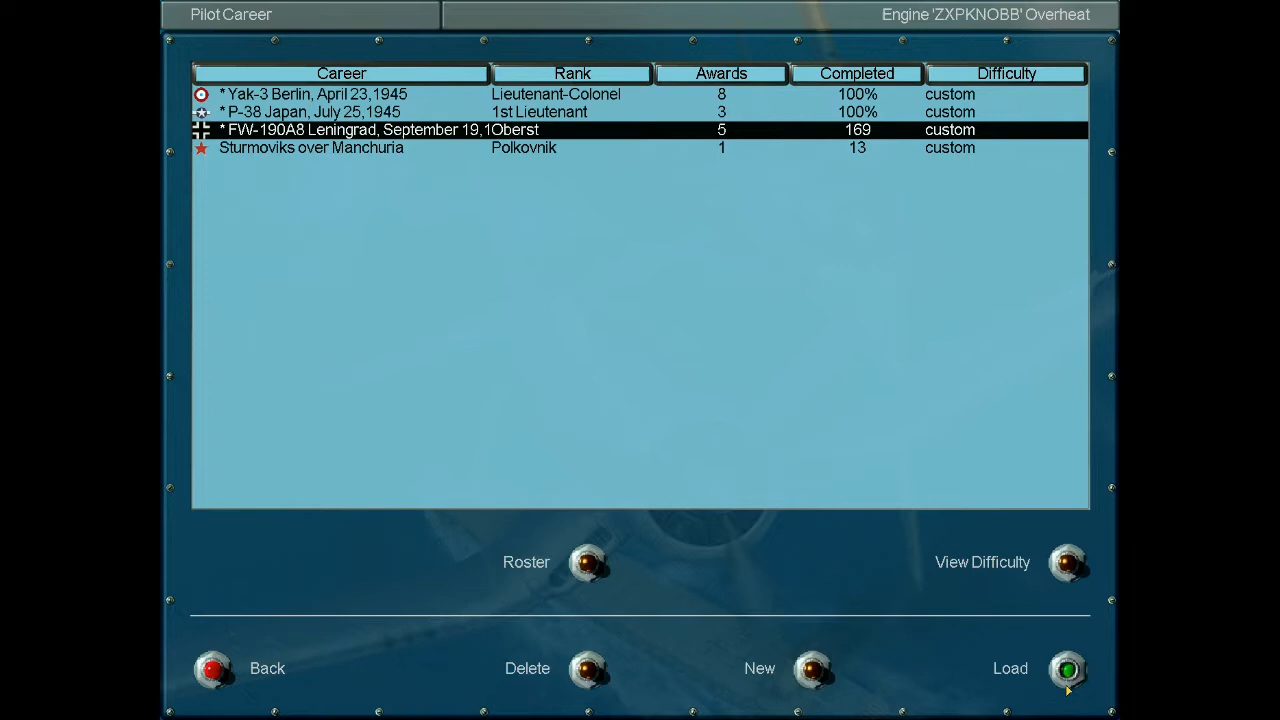 Pilot Career
Engine 'ZXPKNOBB' Overheat
Career Rank Awards Completed Difficulty
* Yak-3 Berlin, April 23,1945 Lieutenant-Colonel 8 100% custom
* P-38 Japan, July 25,1945 1st Lieutenant 3 100% custom
* FW-190A8 Leningrad, September 19,1 Oberst 5 169 custom
Sturmoviks over Manchuria Polkovnik 1 13 custom
Roster View Difficulty
Back Delete New Load